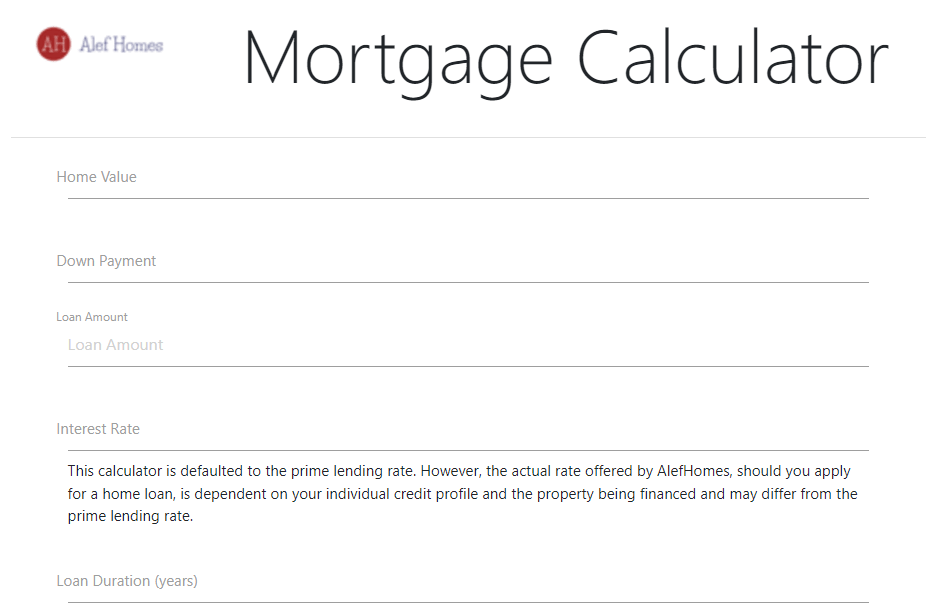 AH Alef Homes
Mortgage Calculator
Home Value
Down Payment
Loan Amount
Loan Amount
Interest Rate
This calculator is defaulted to the prime lending rate. However, the actual rate offered by AlefHomes, should you apply
for a home loan, is dependent on your individual credit profile and the property being financed and may differ from the
prime lending rate.
Loan Duration (years)